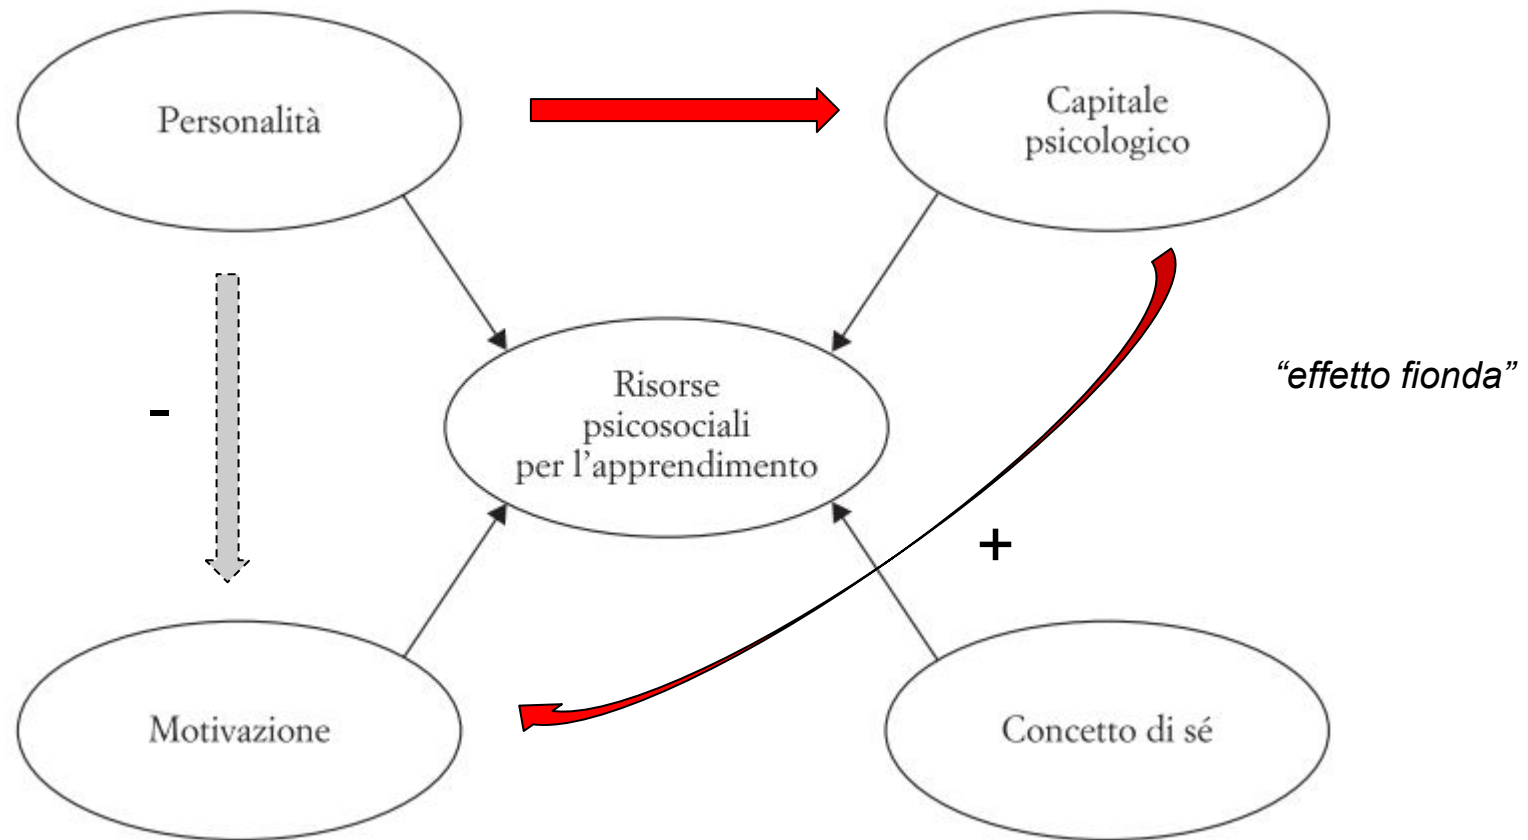 Personalità
Capitale
psicologico
Risorse
psicosociali
per l’apprendimento
“effetto fionda”
-
+
Motivazione
Concetto di sé